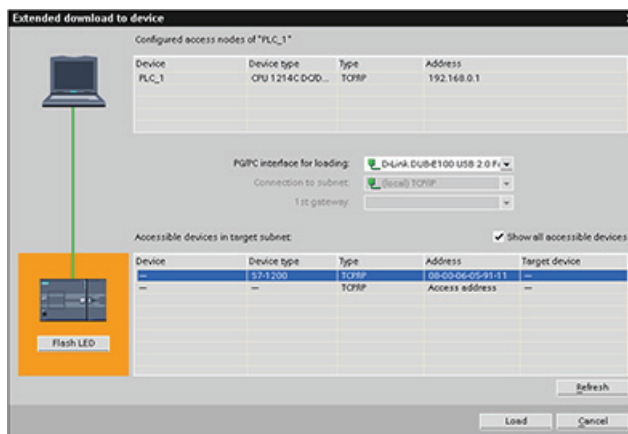 Extended download to device
Configured access nodes of "PLC_1"
Device Device type Type Address
PLC_1 CPU 1214C DC/D... TCP/IP 192.168.0.1
PG/PC interface for loading: D-Link DUB-E100 USB 2.0 Fa
Connection to subnet: (local) TCP/IP
1st gateway:
Accessible devices in target subnet: Show all accessible devices
Device Device type Type Address Target device
— S7-1200 TCP/IP 08-00-06-05-91-11 —
— — TCP/IP Access address —
Flash LED
Refresh
Load Cancel